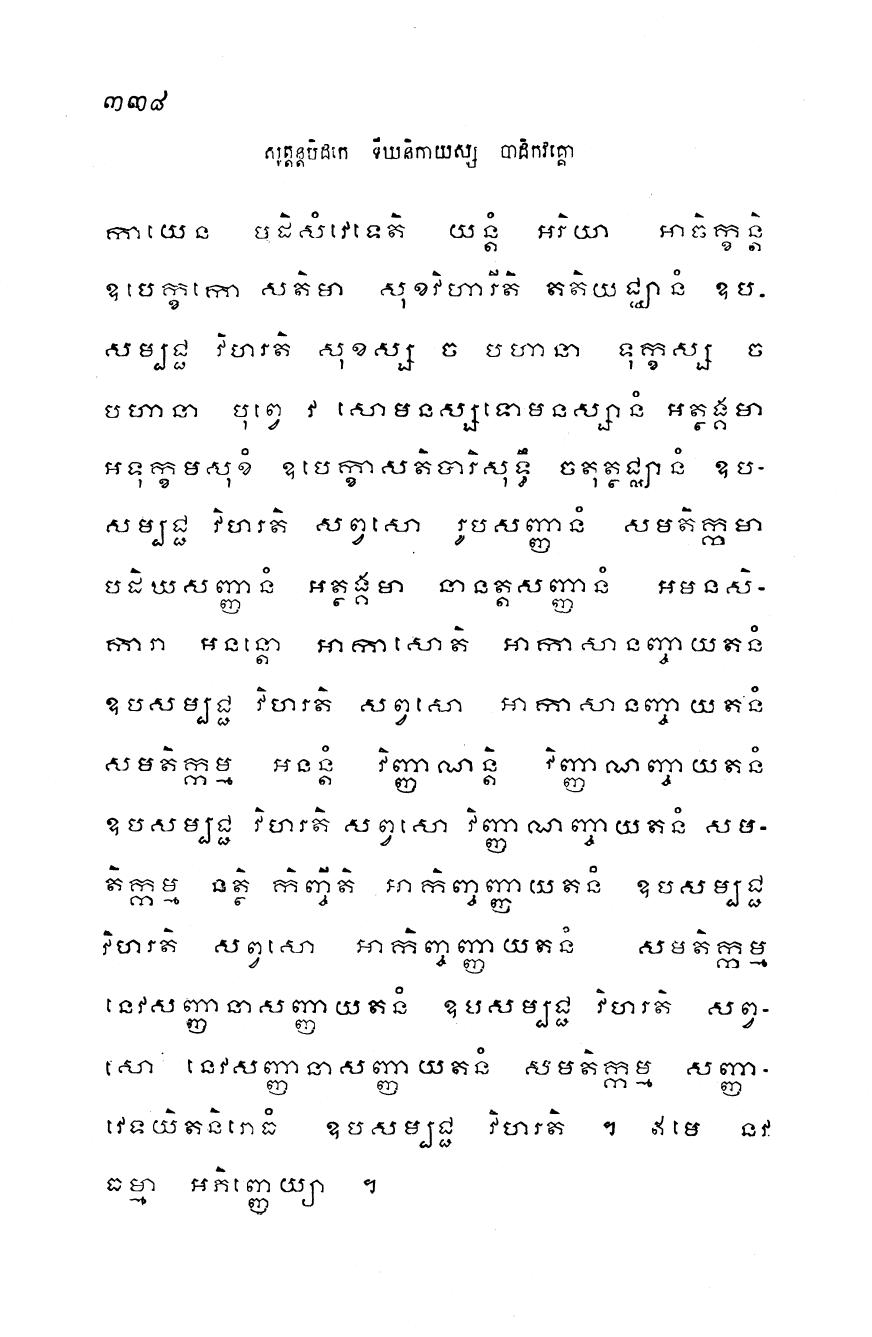 ៣៣៨
សុត្តន្តបិដកេ ទីឃនិកាយស្ស បាដិកវគ្គោ
កាយេន បដិសំវេទេតិ យន្តំ អរិយា អាចិក្ខន្តិ
ឧបេក្ខកោ សតិមា សុខវិហារីតិ តតិយជ្ឈានំ ឧប-
សម្បជ្ជ វិហរតិ សុខស្ស ច បហានា ទុក្ខស្ស ច
បហានា បុព្វេ វ សោមនស្សទោមនស្សានំ អត្ថង្គមា
អទុក្ខមសុខំ ឧបេក្ខាសតិបារិសុទ្ធឹ ចតុត្ថជ្ឈានំ ឧប-
សម្បជ្ជ វិហរតិ សព្វសោ រូបសញ្ញានំ សមតិក្កមា
បដិឃសញ្ញានំ អត្ថង្គមា នានត្តសញ្ញានំ អមនសិ-
ការា អនន្តោ អាកាសោតិ អាកាសានញ្ចាយតនំ
ឧបសម្បជ្ជ វិហរតិ សព្វសោ អាកាសានញ្ចាយតនំ
សមតិក្កម្ម អនន្តំ វិញ្ញាណន្តិ វិញ្ញាណញ្ចាយតនំ
ឧបសម្បជ្ជ វិហរតិ សព្វសោ វិញ្ញាណញ្ចាយតនំ សម-
តិក្កម្ម នត្ថិ កិញ្ចីតិ អាកិញ្ចញ្ញាយតនំ ឧបសម្បជ្ជ
វិហរតិ សព្វសោ អាកិញ្ចញ្ញាយតនំ សមតិក្កម្ម
នេវសញ្ញានាសញ្ញាយតនំ ឧបសម្បជ្ជ វិហរតិ សព្វ-
សោ នេវសញ្ញានាសញ្ញាយតនំ សមតិក្កម្ម សញ្ញា-
វេទយិតនិរោធំ ឧបសម្បជ្ជ វិហរតិ ។ ឥមេ នវ
ធម្មា អភិញ្ញេយ្យា ។